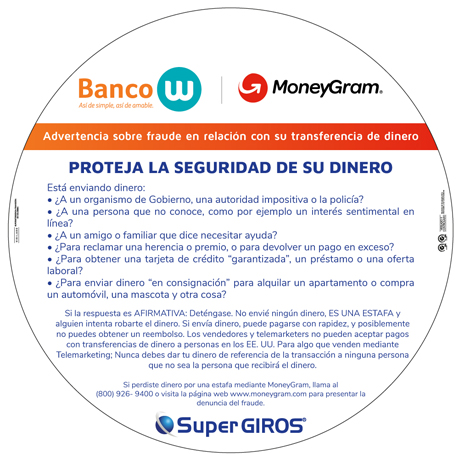 Banco W
Así de simple, así de amable.
MoneyGram®
Advertencia sobre fraude en relación con su transferencia de dinero
PROTEJA LA SEGURIDAD DE SU DINERO
Está enviando dinero:
• ¿A un organismo de Gobierno, una autoridad impositiva o la policía?
• ¿A una persona que no conoce, como por ejemplo un interés sentimental en
línea?
• ¿A un amigo o familiar que dice necesitar ayuda?
• ¿Para reclamar una herencia o premio, o para devolver un pago en exceso?
• ¿Para obtener una tarjeta de crédito “garantizada”, un préstamo o una oferta
laboral?
• ¿Para enviar dinero “en consignación” para alquilar un apartamento o compra
un automóvil, una mascota y otra cosa?
Si la respuesta es AFIRMATIVA: Deténgase. No envié ningún dinero, ES UNA ESTAFA y
alguien intenta robarte el dinero. Si envía dinero, puede pagarse con rapidez, y posiblemente
no puedes obtener un reembolso. Los vendedores y telemarketers no pueden aceptar pagos
con transferencias de dinero a personas en los EE. UU. Para algo que venden mediante
Telemarketing; Nunca debes dar tu dinero de referencia de la transacción a ninguna persona
que no sea la persona que recibirá el dinero.
Si perdiste dinero por una estafa mediante MoneyGram, llama al
(800) 926- 9400 o visita la página web www.moneygram.com para presentar la
denuncia del fraude.
SuperGIROS®